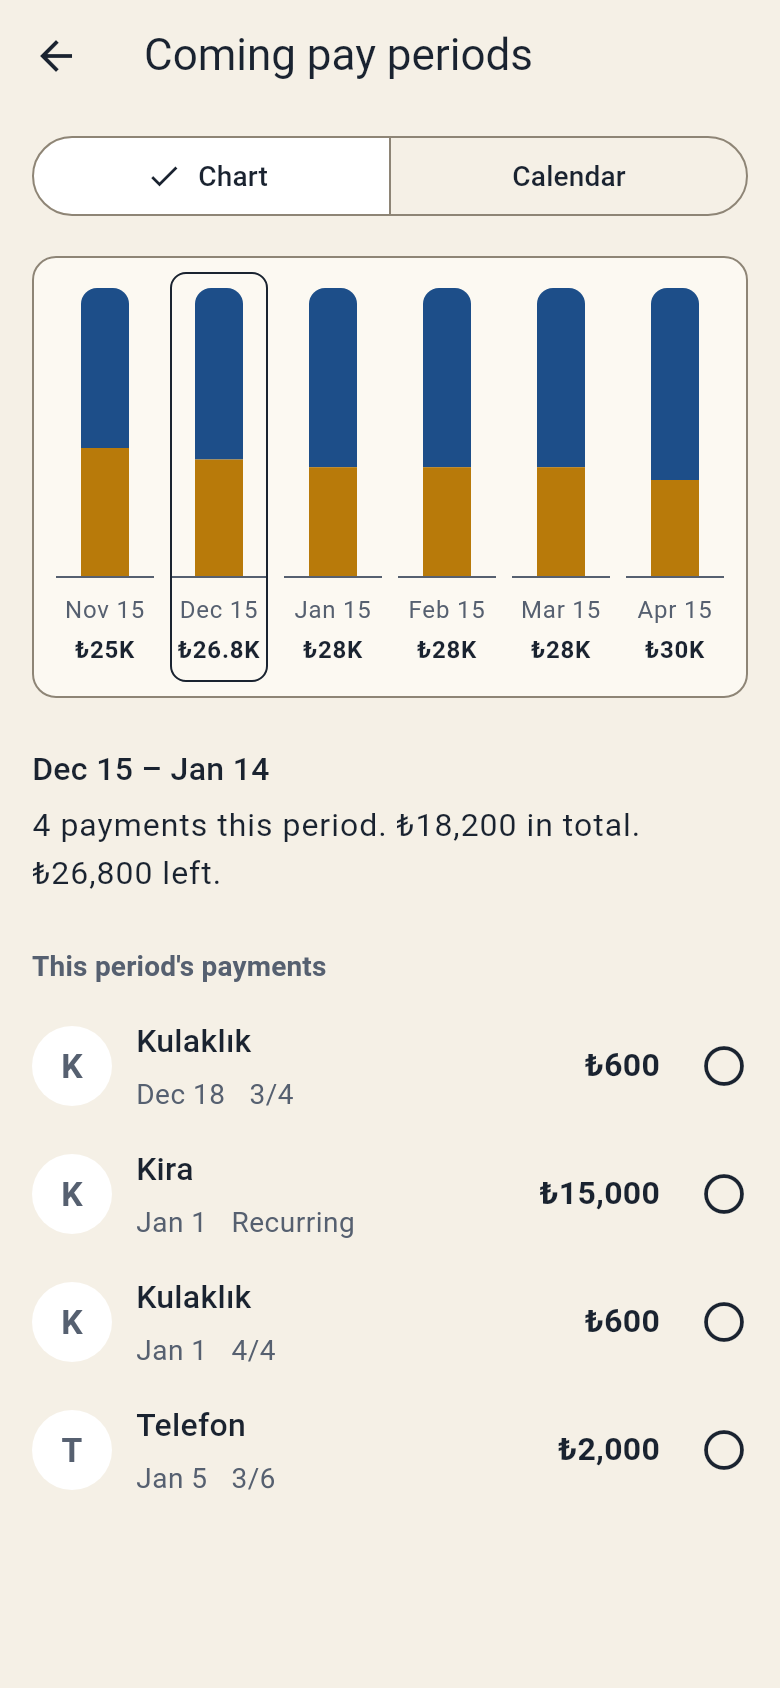 Coming pay periods
Chart
Calendar
Nov 15
Dec 15
Jan 15
Feb 15
Mar 15
Apr 15
₺25K
₺26.8K
₺28K
₺28K
₺28K
₺30K
Dec 15 – Jan 14
4 payments this period. ₺18,200 in total.
₺26,800 left.
This period's payments
K
Kulaklık
Dec 18 3/4
₺600
K
Kira
Jan 1 Recurring
₺15,000
K
Kulaklık
Jan 1 4/4
₺600
T
Telefon
Jan 5 3/6
₺2,000